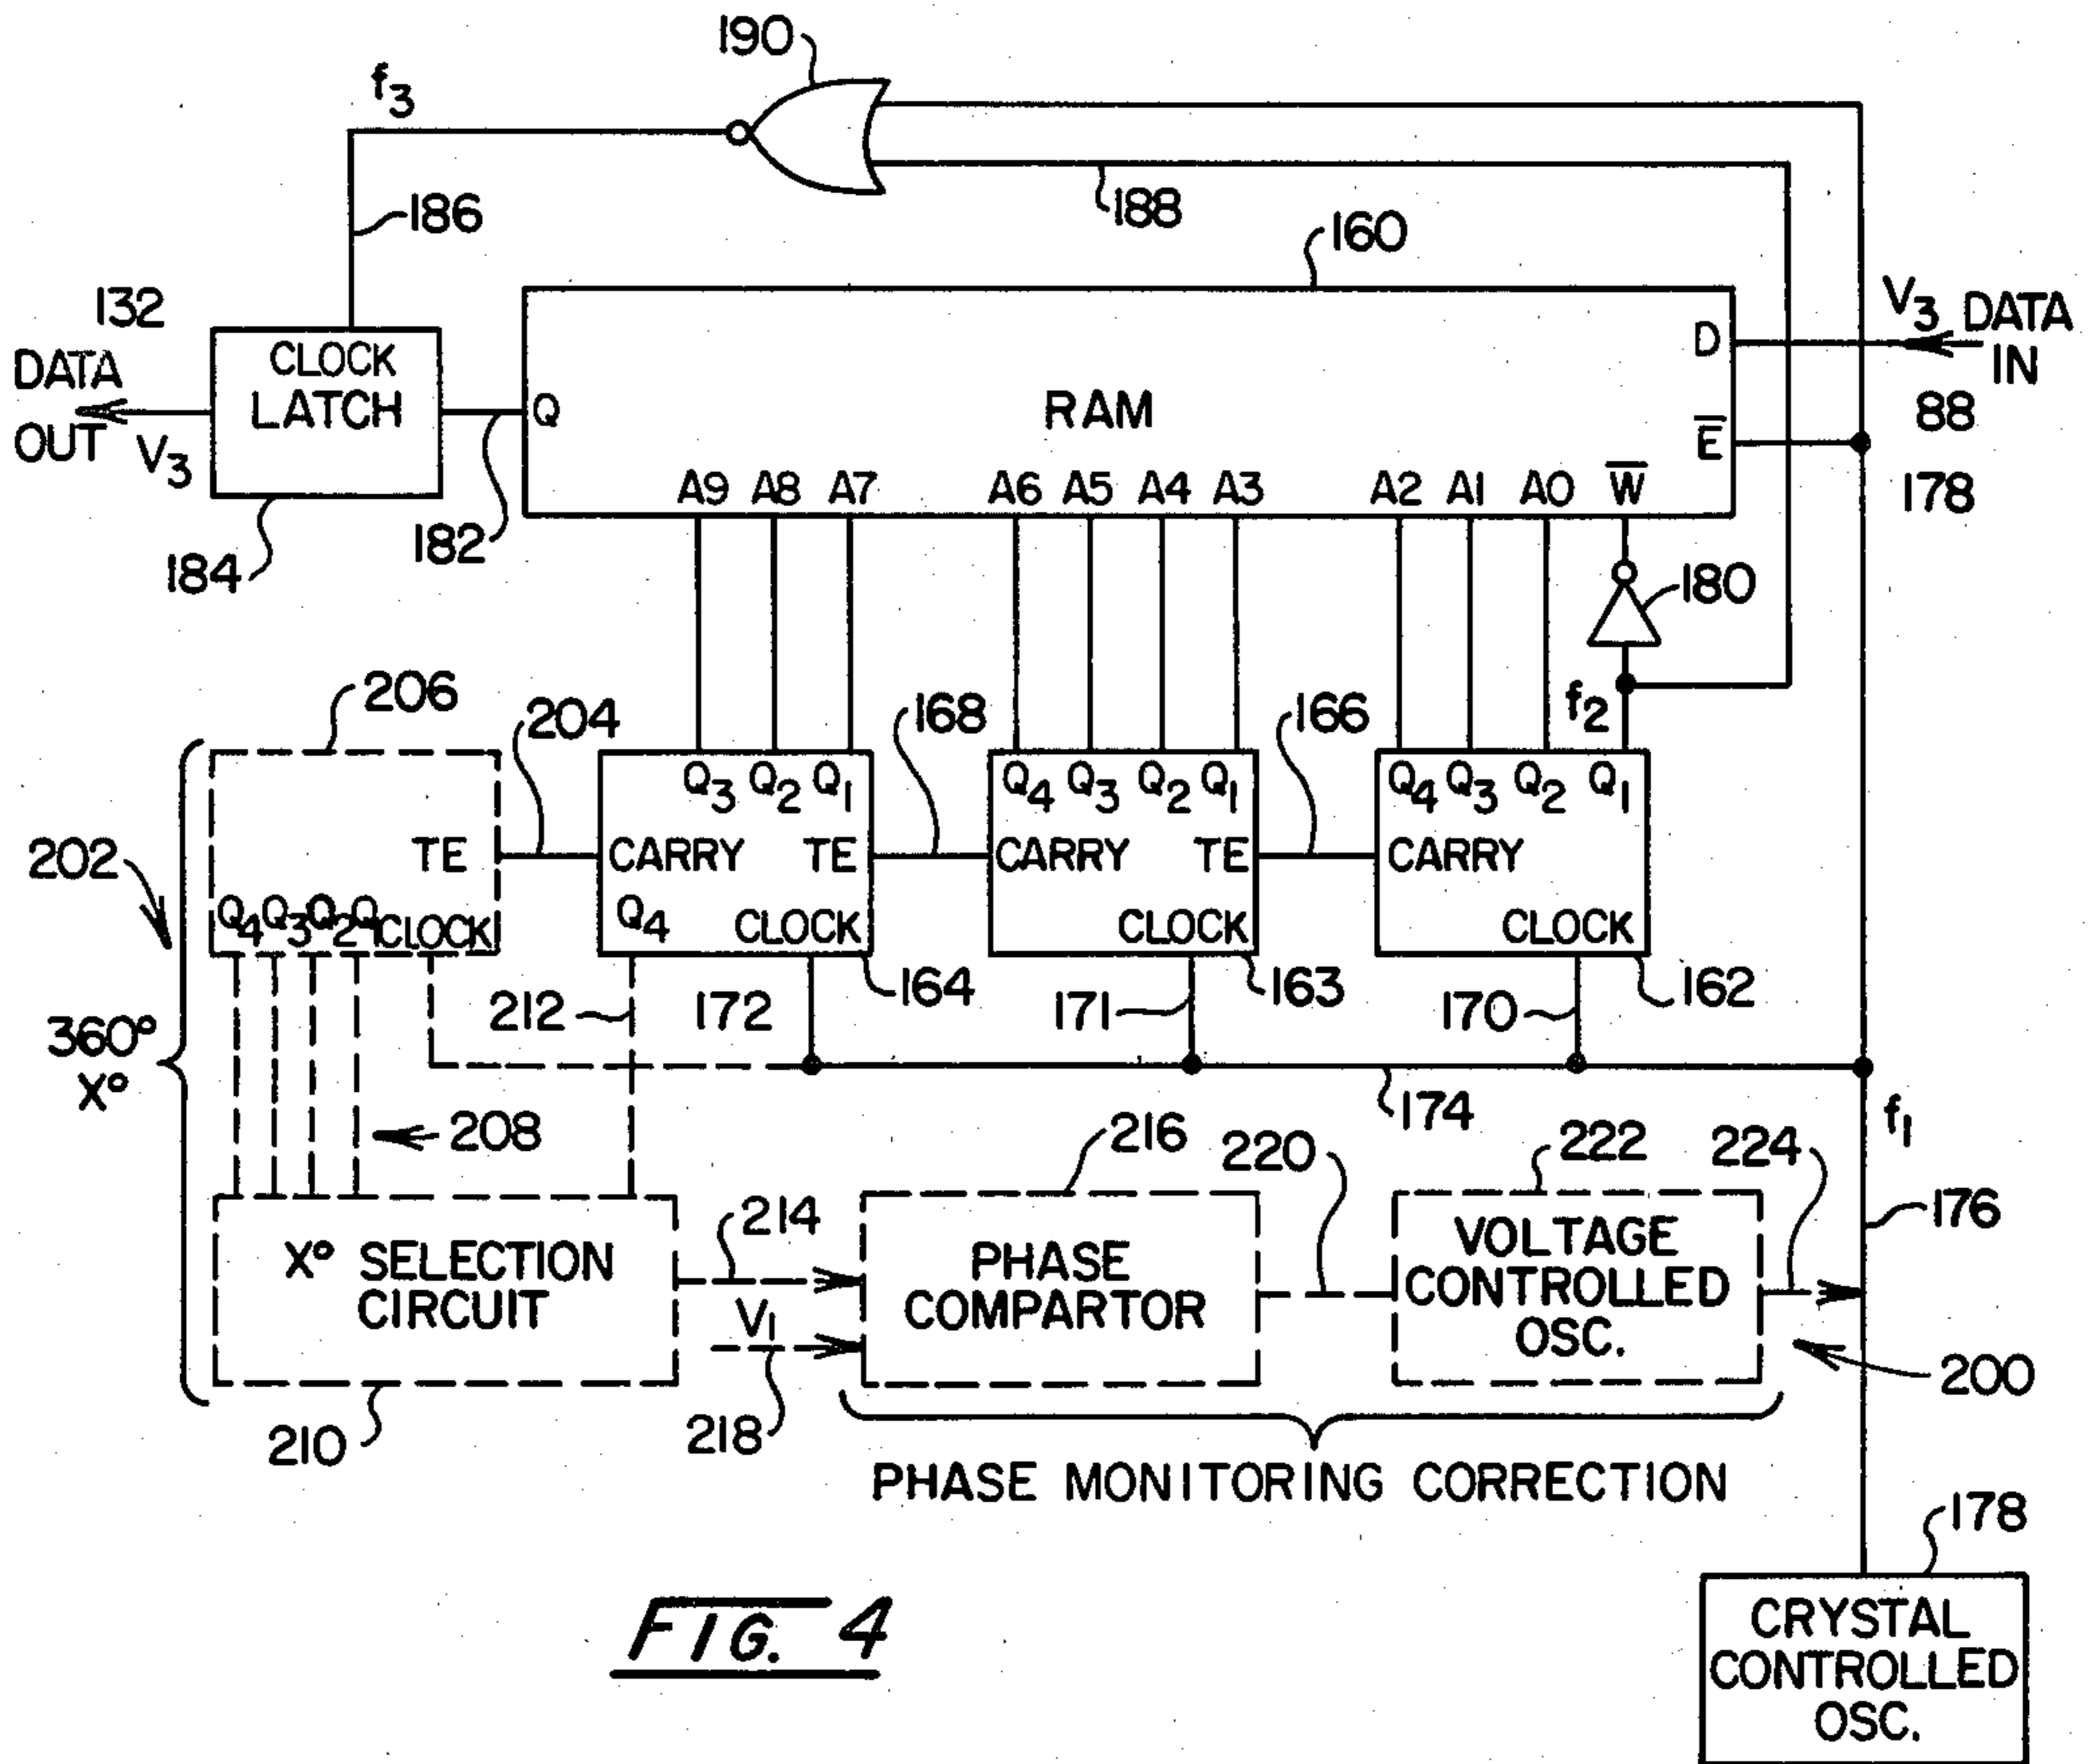 190
f3
188
186
160
132
V3 DATA
IN
DATA
OUT
V3
CLOCK
LATCH
Q
RAM
D
E̅
88
178
A9 A8 A7 A6 A5 A4 A3 A2 A1 A0 W̅
184
182
180
206
204
168
166
f2
Q3 Q2 Q1
Q4 Q3 Q2 Q1
Q4 Q3 Q2 Q1
202
TE
CARRY TE
CARRY TE
CARRY
Q4 Q3 Q2 Q1 CLOCK
Q4 CLOCK
CLOCK
CLOCK
360°
X°
212
172
164
171
163
170
162
208
174
f1
216
220
222
224
214
176
X° SELECTION
CIRCUIT
V1
PHASE
COMPARTOR
VOLTAGE
CONTROLLED
OSC.
200
210
218
PHASE MONITORING CORRECTION
178
CRYSTAL
CONTROLLED
OSC.
FIG. 4